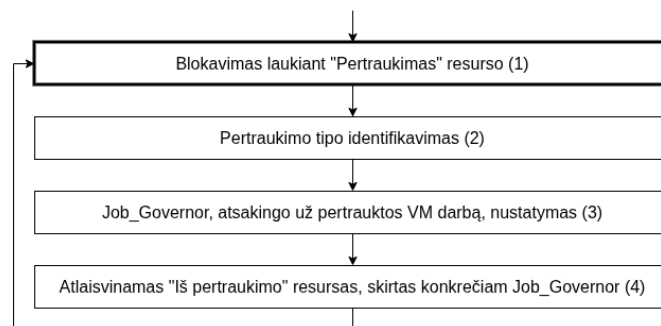 Blokavimas laukiant "Pertraukimas" resurso (1)
Pertraukimo tipo identifikavimas (2)
Job_Governor, atsakingo už pertrauktos VM darbą, nustatymas (3)
Atlaisvinamas "Iš pertraukimo" resursas, skirtas konkrečiam Job_Governor (4)